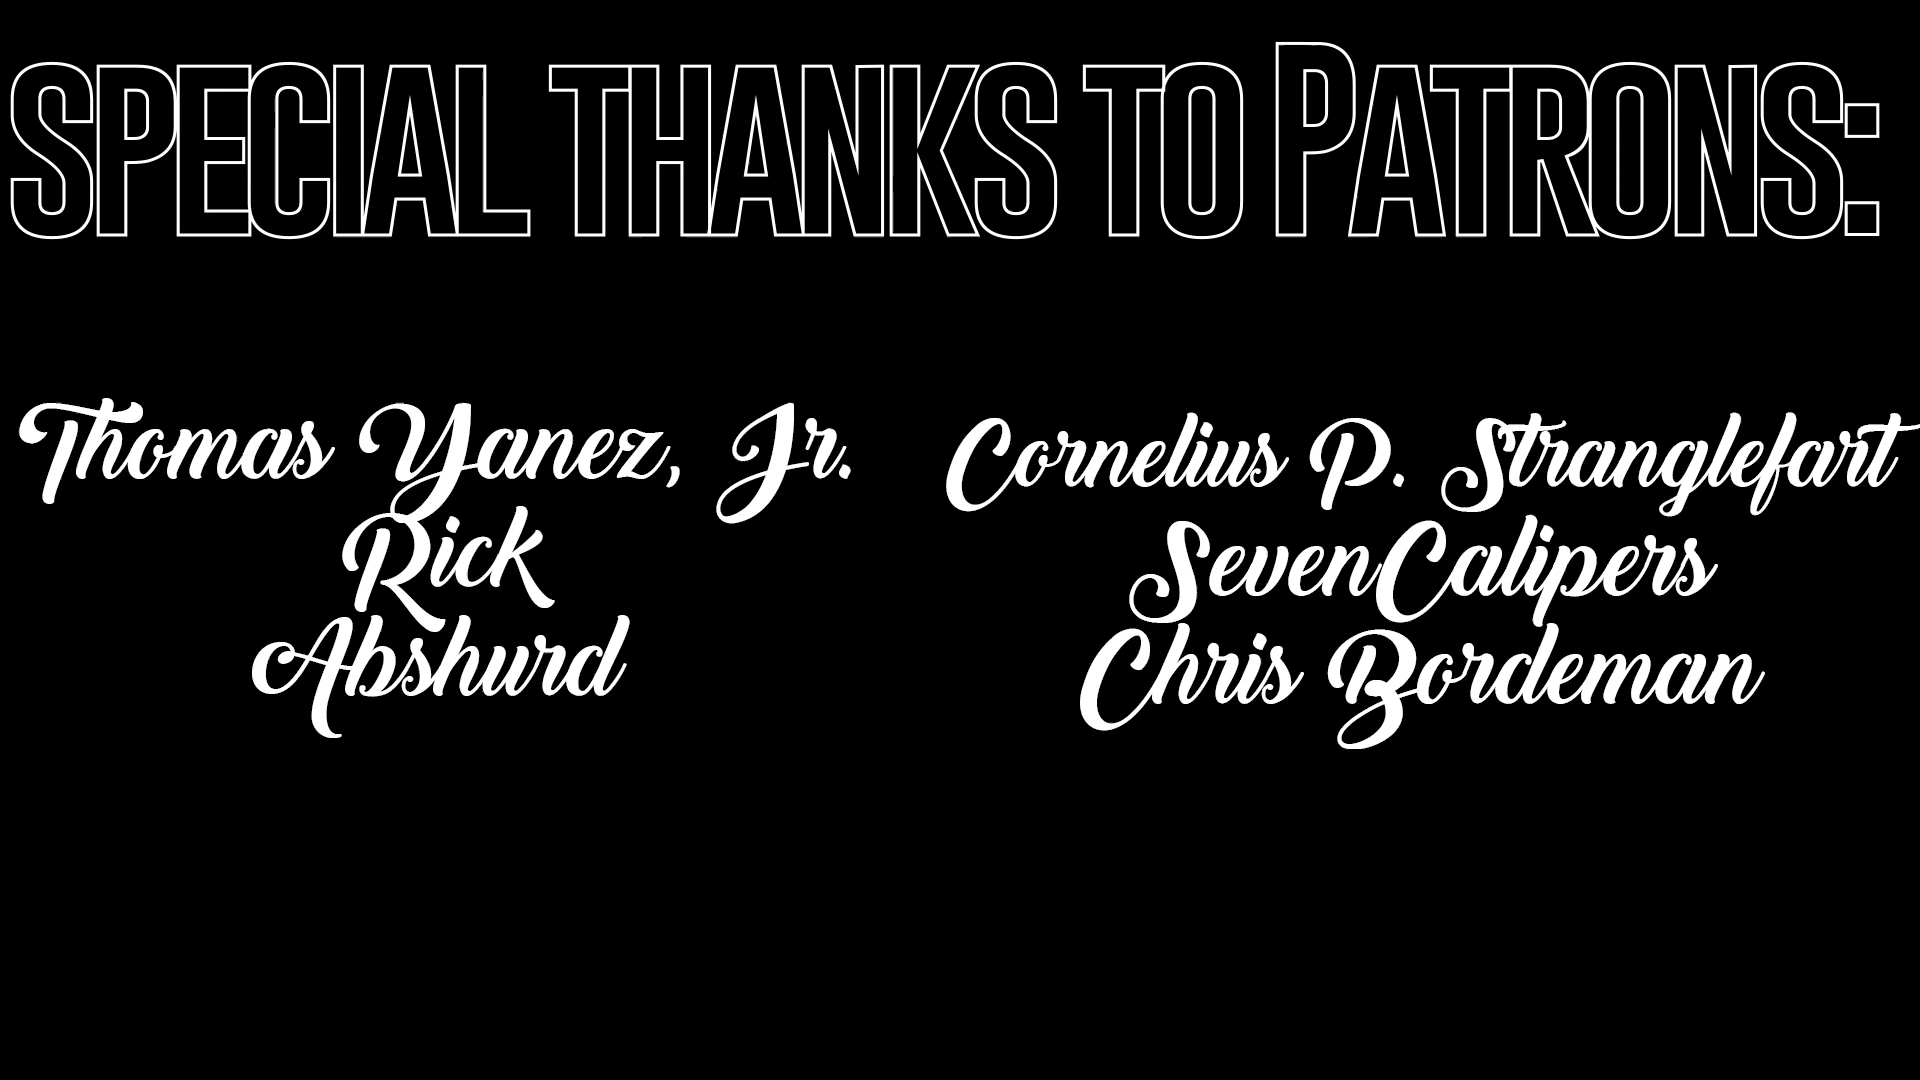 SPECIAL THANKS TO PATRONS:
Thomas Yanez, Jr.
Rick
Abshurd
Cornelius P. Stranglefart
SevenCalipers
Chris Bordeman